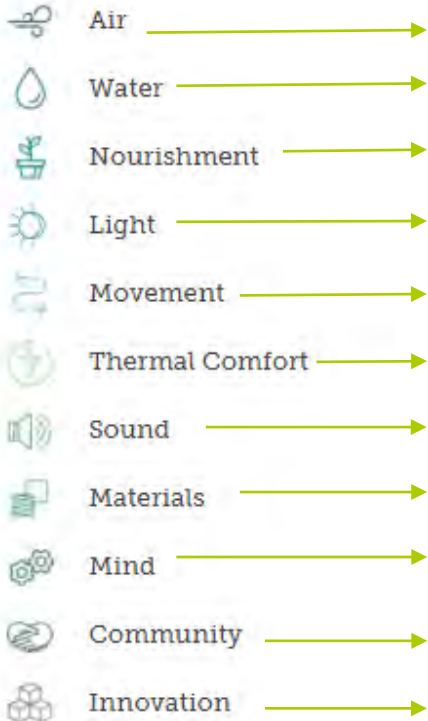 Air
Water
Nourishment
Light
Movement
Thermal Comfort
Sound
Materials
Mind
Community
Innovation